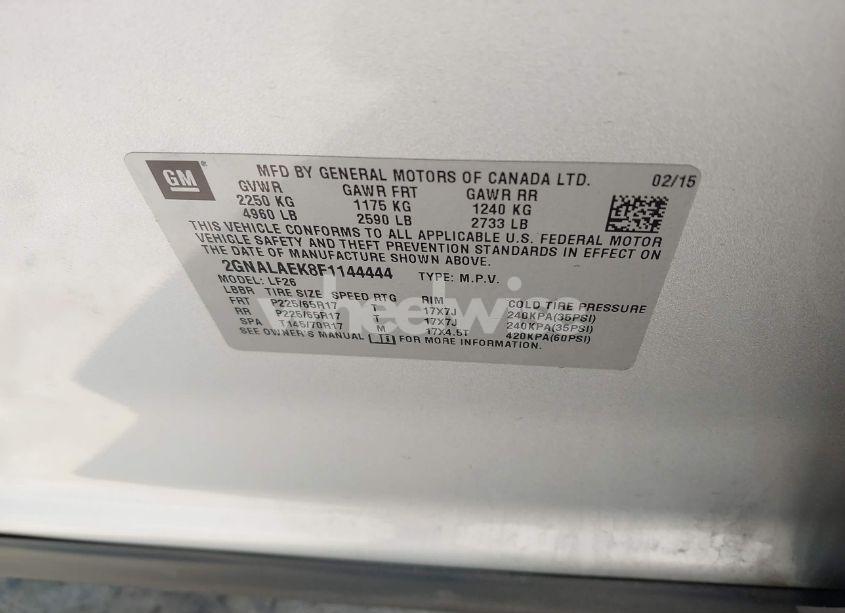 GM
MFD BY GENERAL MOTORS OF CANADA LTD. 02/15
GVWR GAWR FRT GAWR RR
2250 KG 1175 KG 1240 KG
4960 LB 2590 LB 2733 LB
THIS VEHICLE CONFORMS TO ALL APPLICABLE U.S. FEDERAL MOTOR
VEHICLE SAFETY AND THEFT PREVENTION STANDARDS IN EFFECT ON
THE DATE OF MANUFACTURE SHOWN ABOVE.
2GNALAEK8F1144444 TYPE: M.P.V.
MODEL: LF26
LBBR TIRE SIZE SPEED RTG RIM COLD TIRE PRESSURE
FRT P225/65R17 T 17X7J 240KPA(35PSI)
RR P225/65R17 T 17X7J 240KPA(35PSI)
SPA T145/70R17 M 17X4.5T 420KPA(60PSI)
SEE OWNER'S MANUAL i FOR MORE INFORMATION.
wheelwiz